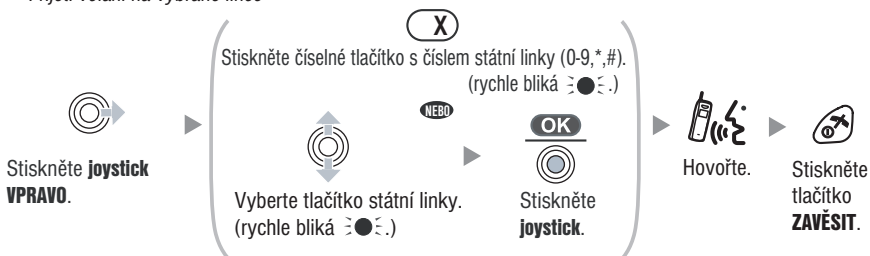 Přijetí volání na vybrané lince
X
Stiskněte číselné tlačítko s číslem státní linky (0-9,*,#).
(rychle bliká .)
NEBO
OK
Stiskněte joystick
VPRAVO.
Vyberte tlačítko státní linky.
(rychle bliká .)
Stiskněte
joystick.
Hovořte.
Stiskněte
tlačítko
ZAVĚSIT.